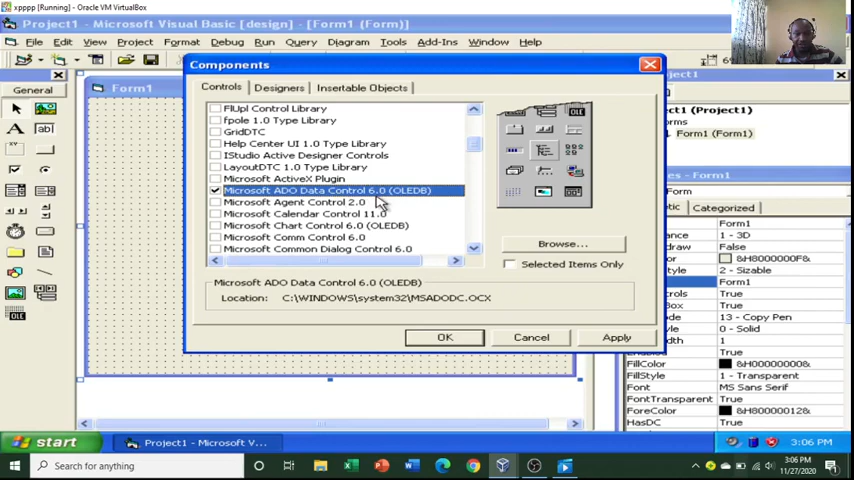 xpppp [Running] - Oracle VM VirtualBox
Project1 - Microsoft Visual Basic [design] - [Form1 (Form)]
File Edit View Project Format Debug Run Query Diagram Tools Add-Ins Window
General
Form1
Components
Controls Designers Insertable Objects
FlUpl Control Library
fpole 1.0 Type Library
GridDTC
Help Center UI 1.0 Type Library
IStudio Active Designer Controls
LayoutDTC 1.0 Type Library
Microsoft ActiveX Plugin
Microsoft ADO Data Control 6.0 (OLEDB)
Microsoft Agent Control 2.0
Microsoft Calendar Control 11.0
Microsoft Chart Control 6.0 (OLEDB)
Microsoft Comm Control 6.0
Microsoft Common Dialog Control 6.0
Browse...
Selected Items Only
Microsoft ADO Data Control 6.0 (OLEDB)
Location: C:\WINDOWS\system32\MSADODC.OCX
OK Cancel Apply
Form1 (Form1)
Categorized
Form1
1 - 3D
False
&H8000000F&
2 - Sizable
Form1
True
True
13 - Copy Pen
0 - Solid
1
True
FillColor &H00000000&
FillStyle 1 - Transparent
Font MS Sans Serif
FontTransparent True
ForeColor &H80000012&
HasDC True
start
Project1 - Microsoft V...
3:06 PM
Search for anything
3:06 PM
11/27/2020